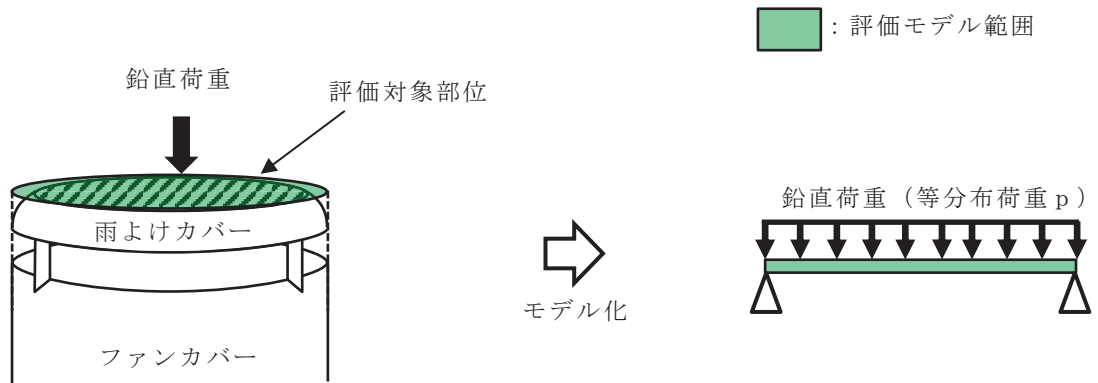 ：評価モデル範囲
鉛直荷重
評価対象部位
鉛直荷重（等分布荷重ｐ）
雨よけカバー
モデル化
ファンカバー